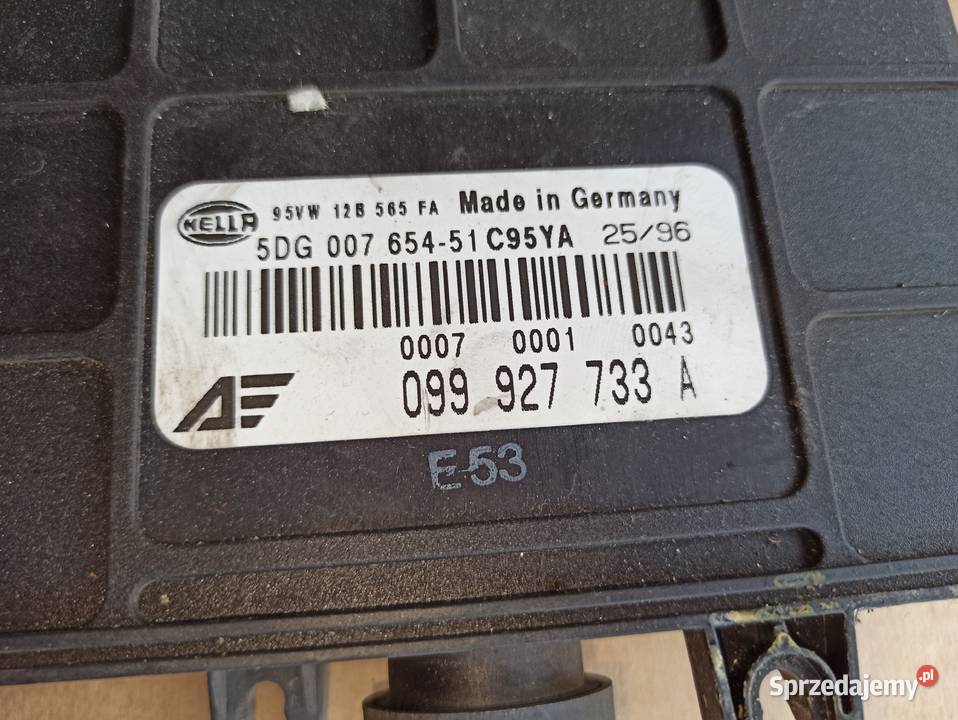 HELLA 95VW 12B 565 FA Made in Germany
5DG 007 654-51 C95YA 25/96
0007 0001 0043
099 927 733 A
E-53
Sprzedajemy.pl